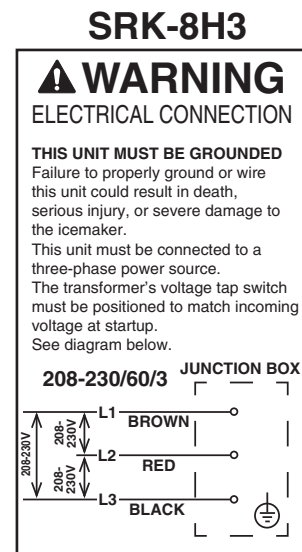 SRK-8H3
WARNING
ELECTRICAL CONNECTION
THIS UNIT MUST BE GROUNDED
Failure to properly ground or wire
this unit could result in death,
serious injury, or severe damage to
the icemaker.
This unit must be connected to a
three-phase power source.
The transformer's voltage tap switch
must be positioned to match incoming
voltage at startup.
See diagram below.
208-230/60/3
JUNCTION BOX
L1
BROWN
208-230V
208-
230V
L2
RED
208-
230V
L3
BLACK